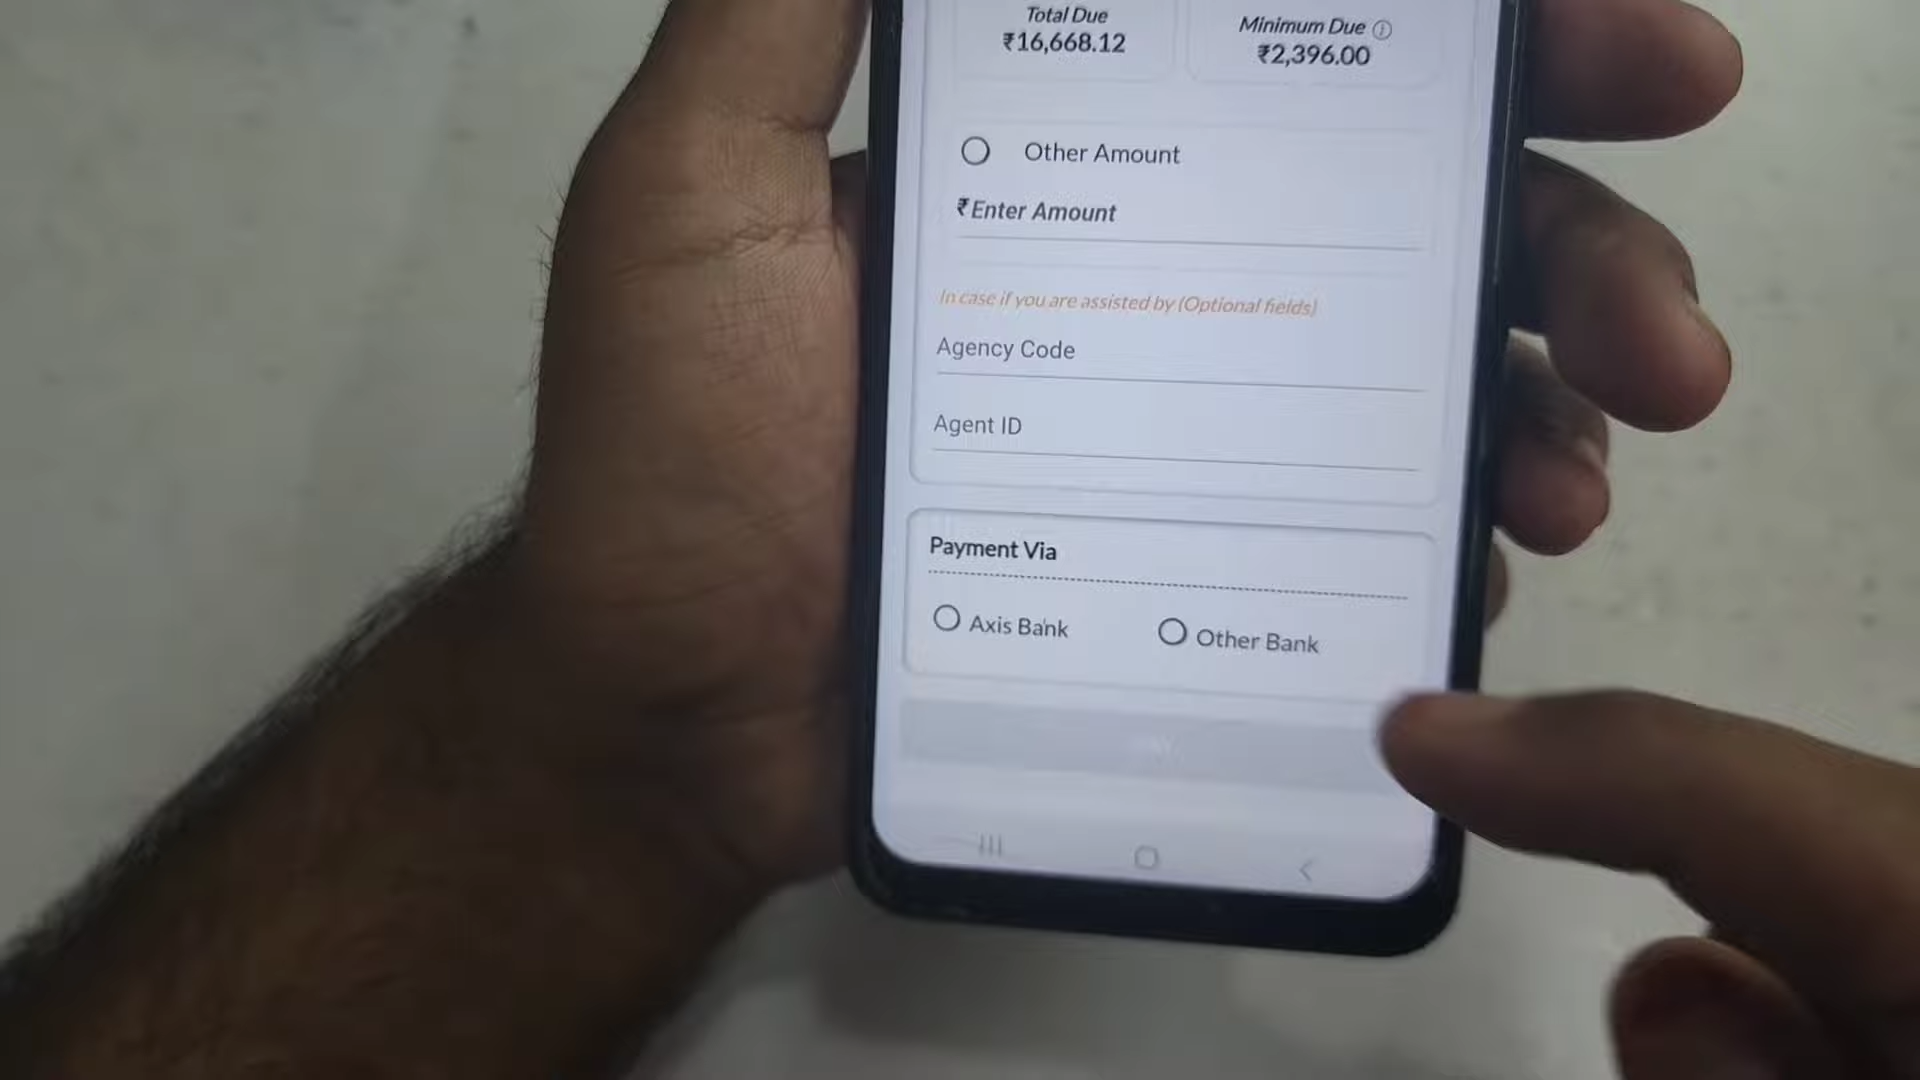 Total Due
₹16,668.12
Minimum Due
₹2,396.00
Other Amount
₹ Enter Amount
In case if you are assisted by (Optional fields)
Agency Code
Agent ID
Payment Via
Axis Bank
Other Bank